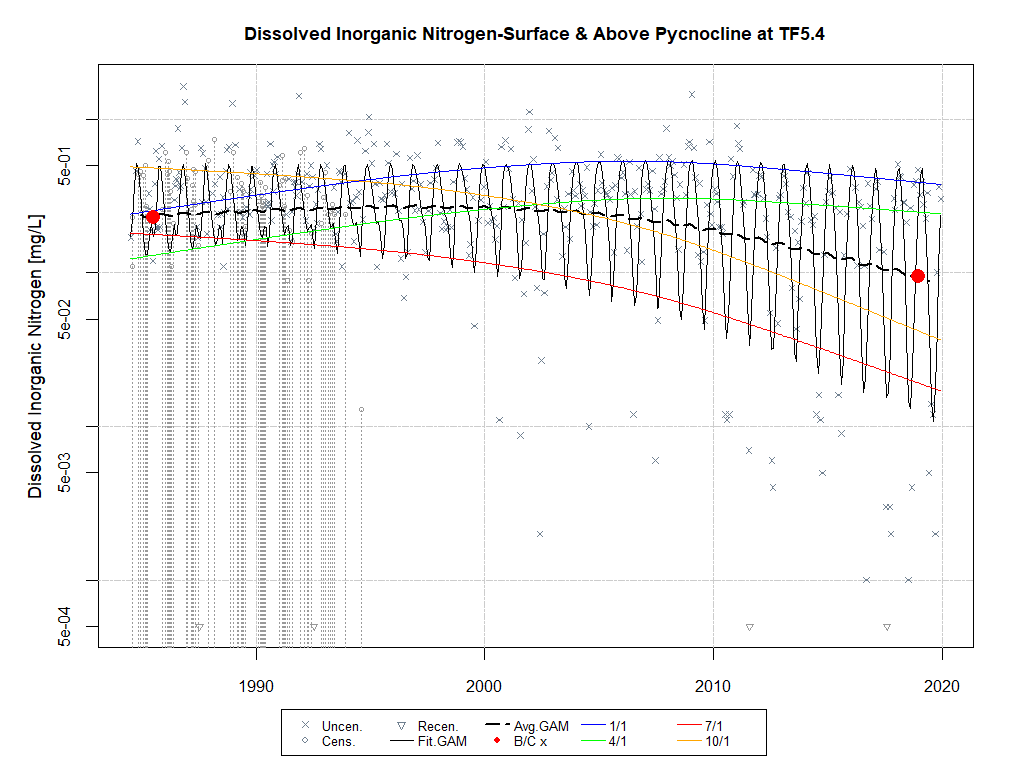 Dissolved Inorganic Nitrogen-Surface & Above Pycnocline at TF5.4
Dissolved Inorganic Nitrogen [mg/L]
5e-01
5e-02
5e-03
5e-04
1990 2000 2010 2020
Uncen. Recen. Avg.GAM 1/1 7/1
Cens. Fit.GAM B/C x 4/1 10/1